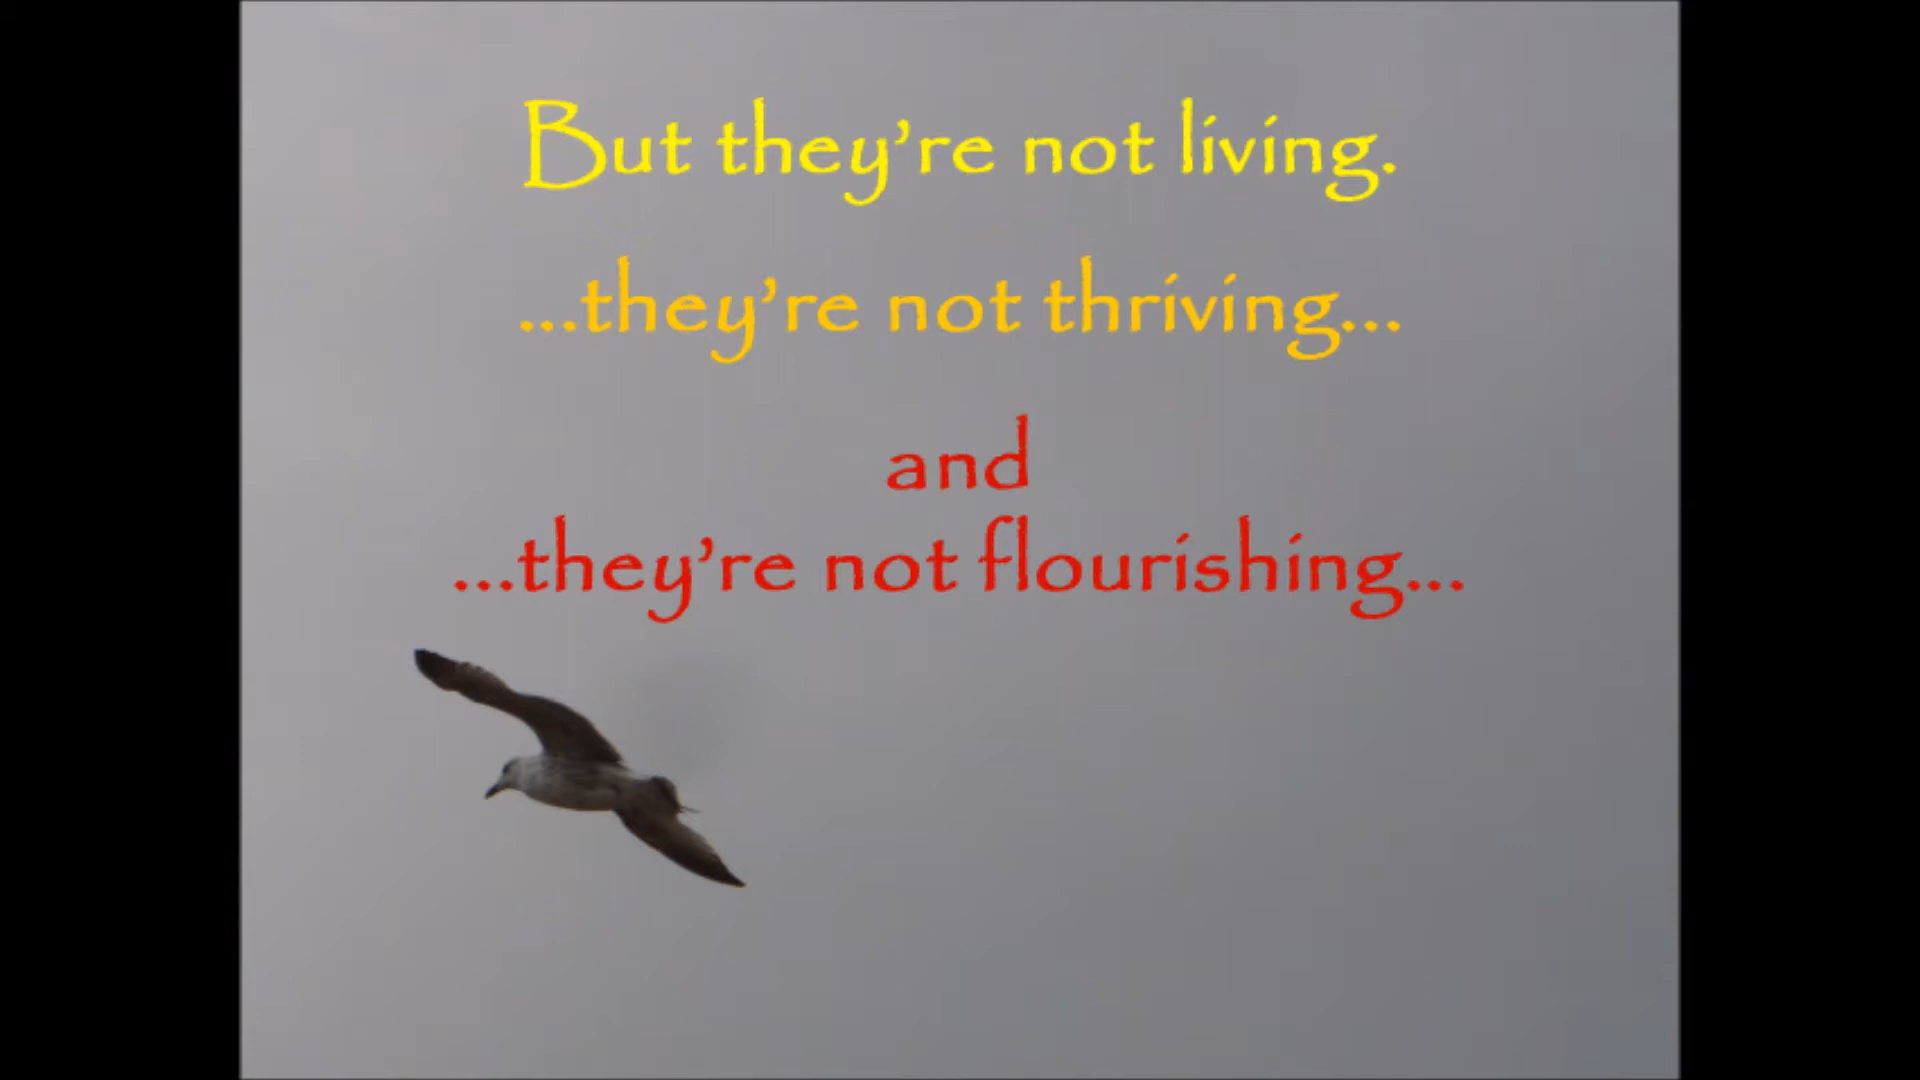 But they’re not living.
...they’re not thriving...
and
...they’re not flourishing...